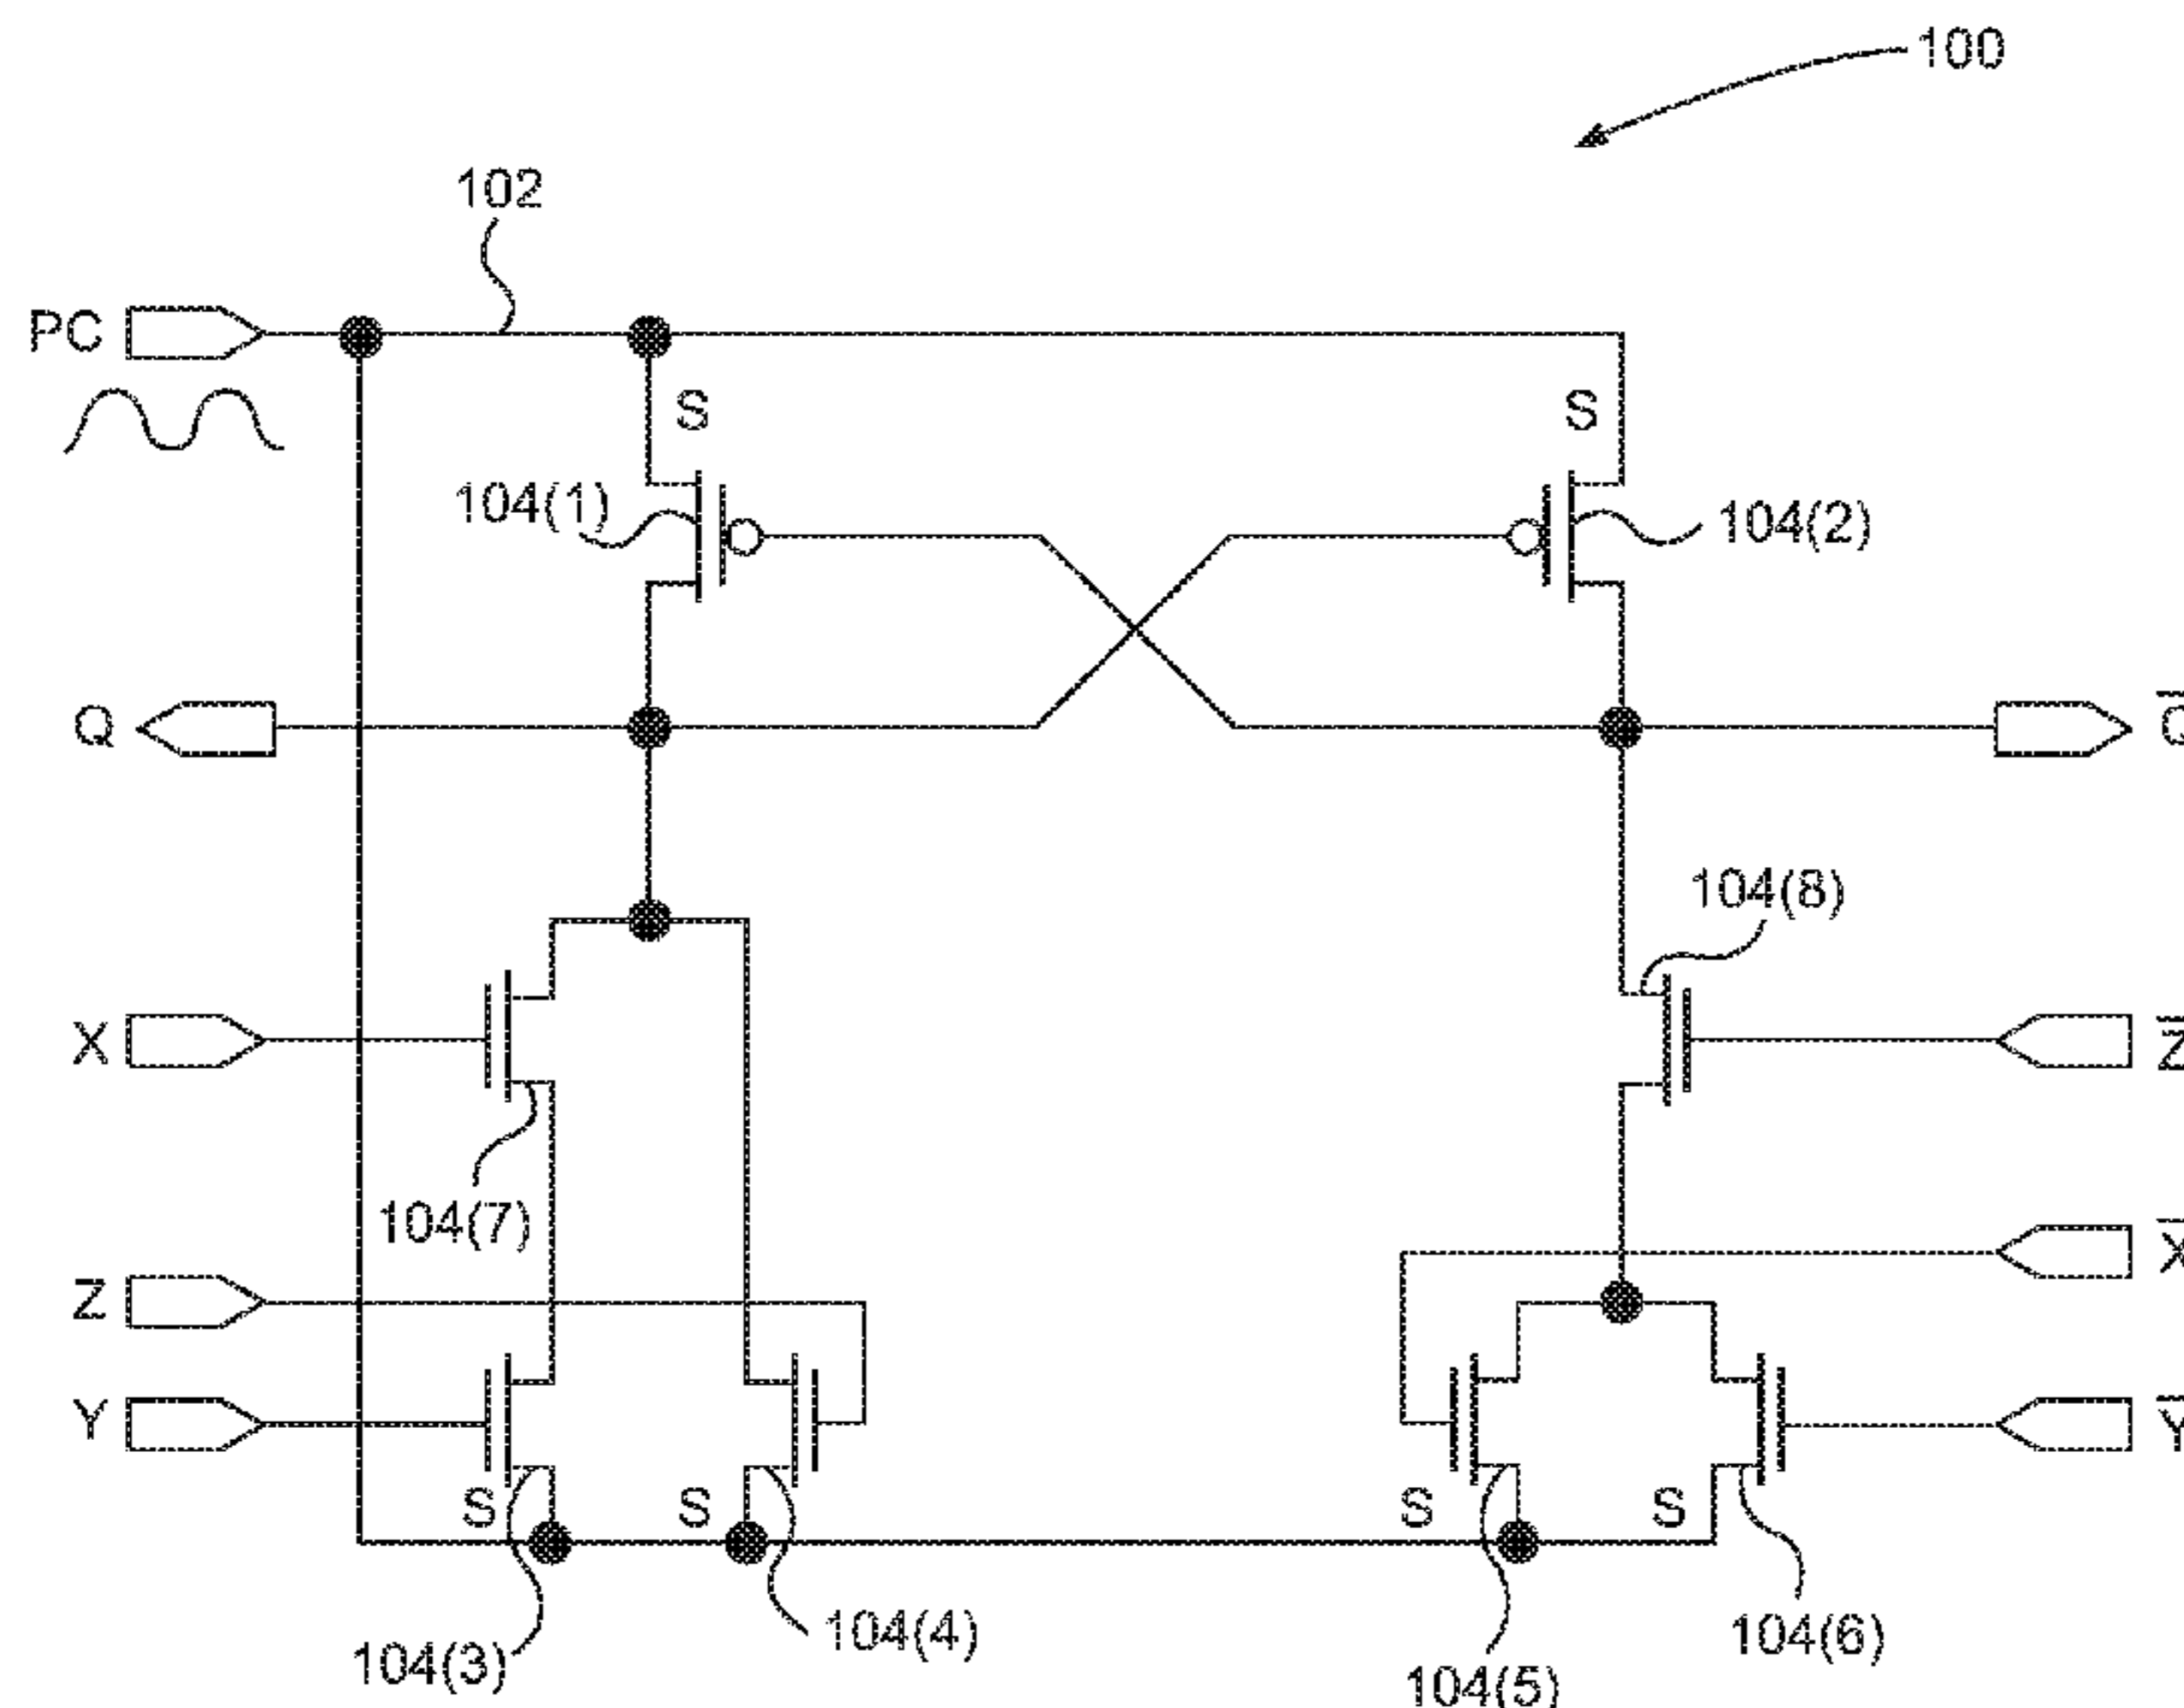 100
102
PC
S
S
104(1)
104(2)
Q
Q̅
104(8)
X
Z̅
104(7)
X̅
Z
Y
Y̅
S
S
S
S
104(4)
104(6)
104(3)
104(5)